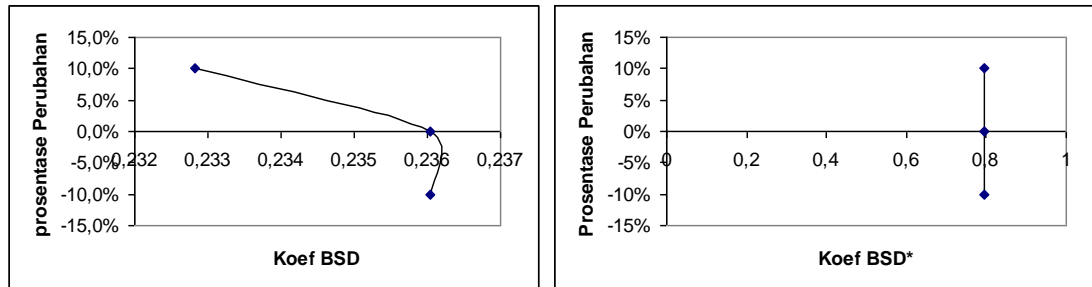 prosentase Perubahan
15,0%
10,0%
5,0%
0,0%
-5,0%
-10,0%
-15,0%
0,232 0,233 0,234 0,235 0,236 0,237
Koef BSD
Prosentase Perubahan
15%
10%
5%
0%
-5%
-10%
-15%
0 0,2 0,4 0,6 0,8 1
Koef BSD*